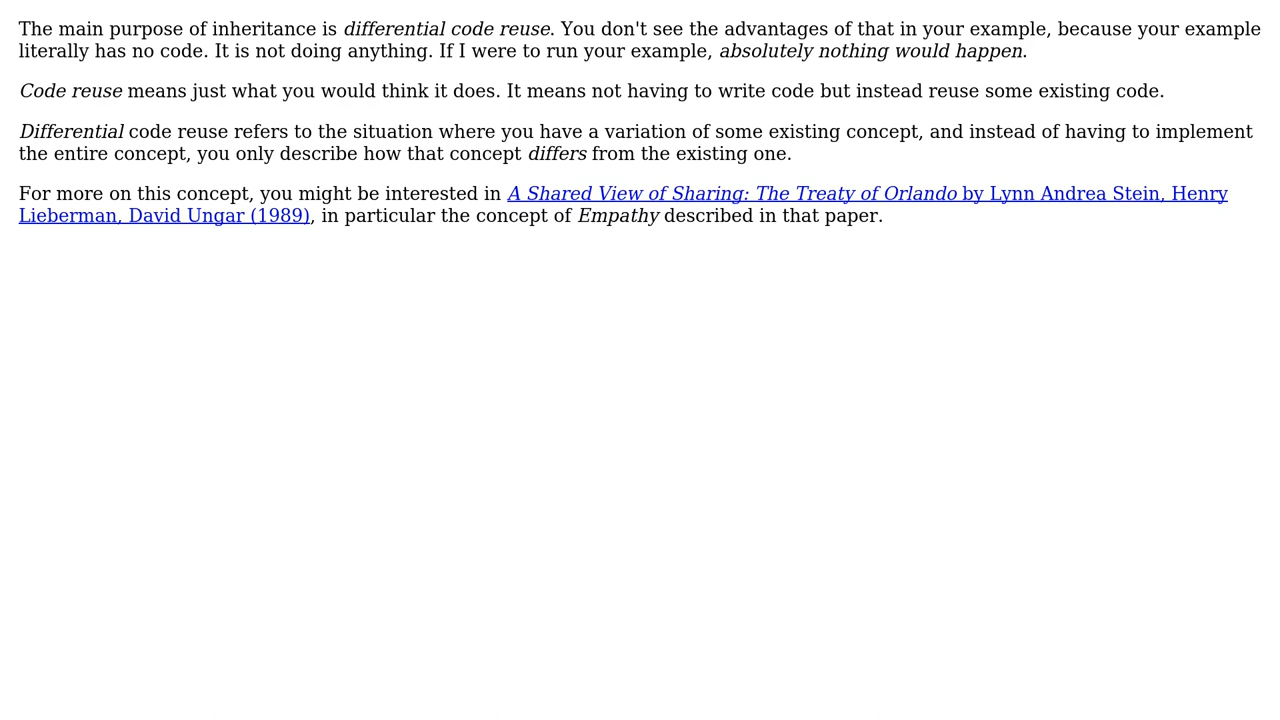 The main purpose of inheritance is differential code reuse. You don't see the advantages of that in your example, because your example
literally has no code. It is not doing anything. If I were to run your example, absolutely nothing would happen.
Code reuse means just what you would think it does. It means not having to write code but instead reuse some existing code.
Differential code reuse refers to the situation where you have a variation of some existing concept, and instead of having to implement
the entire concept, you only describe how that concept differs from the existing one.
For more on this concept, you might be interested in A Shared View of Sharing: The Treaty of Orlando by Lynn Andrea Stein, Henry
Lieberman, David Ungar (1989), in particular the concept of Empathy described in that paper.